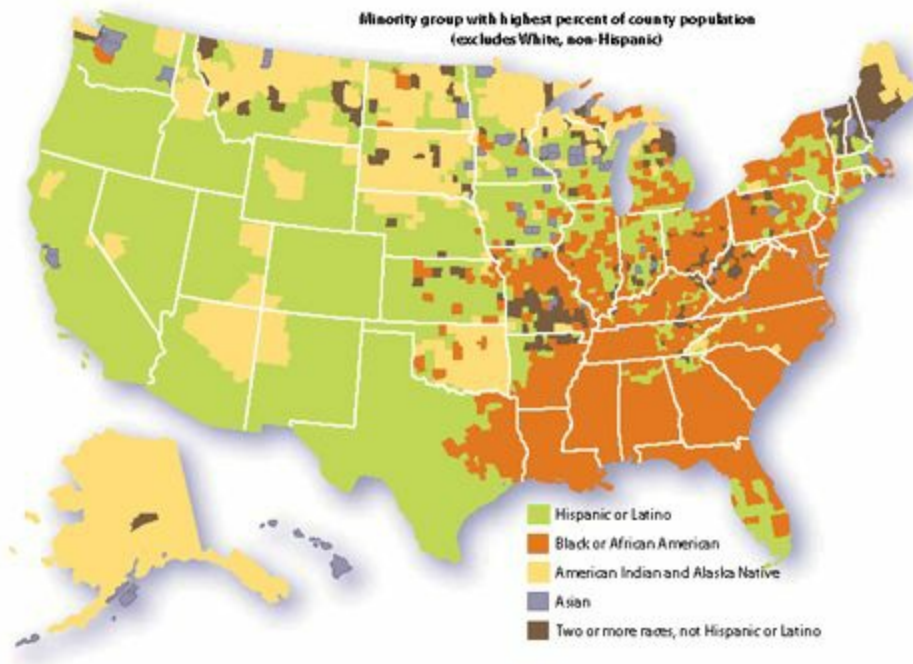 Minority group with highest percent of county population
(excludes White, non-Hispanic)
Hispanic or Latino
Black or African American
American Indian and Alaska Native
Asian
Two or more races, not Hispanic or Latino